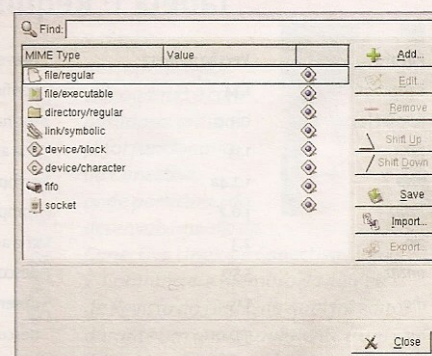 Find:
MIME Type Value
file/regular
file/executable
directory/regular
link/symbolic
B device/block
C device/character
fifo
socket
Add...
Edit...
Remove
Shift Up
Shift Down
Save
Import...
Export...
Close